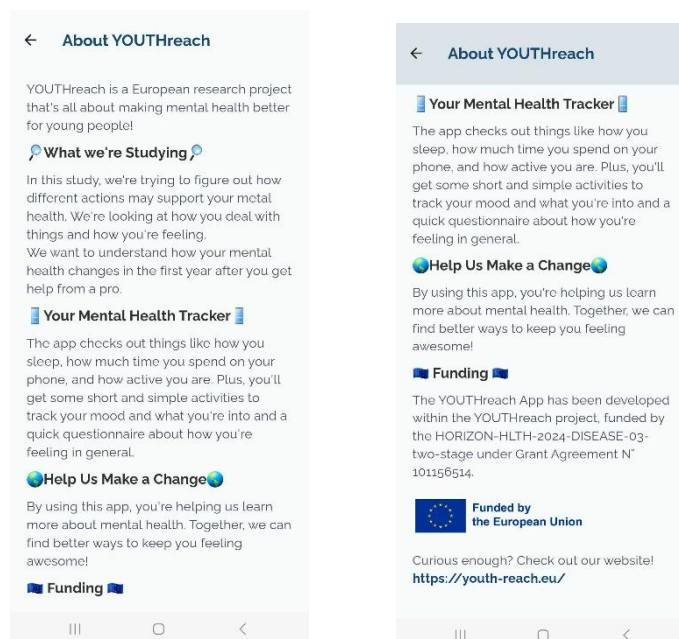 About YOUTHreach
YOUTHreach is a European research project
that's all about making mental health better
for young people!
What we're Studying
In this study, we're trying to figure out how
different actions may support your metal
health. We're looking at how you deal with
things and how you're feeling.
We want to understand how your mental
health changes in the first year after you get
help from a pro.
Your Mental Health Tracker
The app checks out things like how you
sleep, how much time you spend on your
phone, and how active you are. Plus, you'll
get some short and simple activities to
track your mood and what you're into and a
quick questionnaire about how you're
feeling in general.
Help Us Make a Change
By using this app, you're helping us learn
more about mental health. Together, we can
find better ways to keep you feeling
awesome!
Funding
About YOUTHreach
Your Mental Health Tracker
The app checks out things like how you
sleep, how much time you spend on your
phone, and how active you are. Plus, you'll
get some short and simple activities to
track your mood and what you're into and a
quick questionnaire about how you're
feeling in general.
Help Us Make a Change
By using this app, you're helping us learn
more about mental health. Together, we can
find better ways to keep you feeling
awesome!
Funding
The YOUTHreach App has been developed
within the YOUTHreach project, funded by
the HORIZON-HLTH-2024-DISEASE-03-
two-stage under Grant Agreement N°
101156514.
Funded by
the European Union
Curious enough? Check out our website!
https://youth-reach.eu/